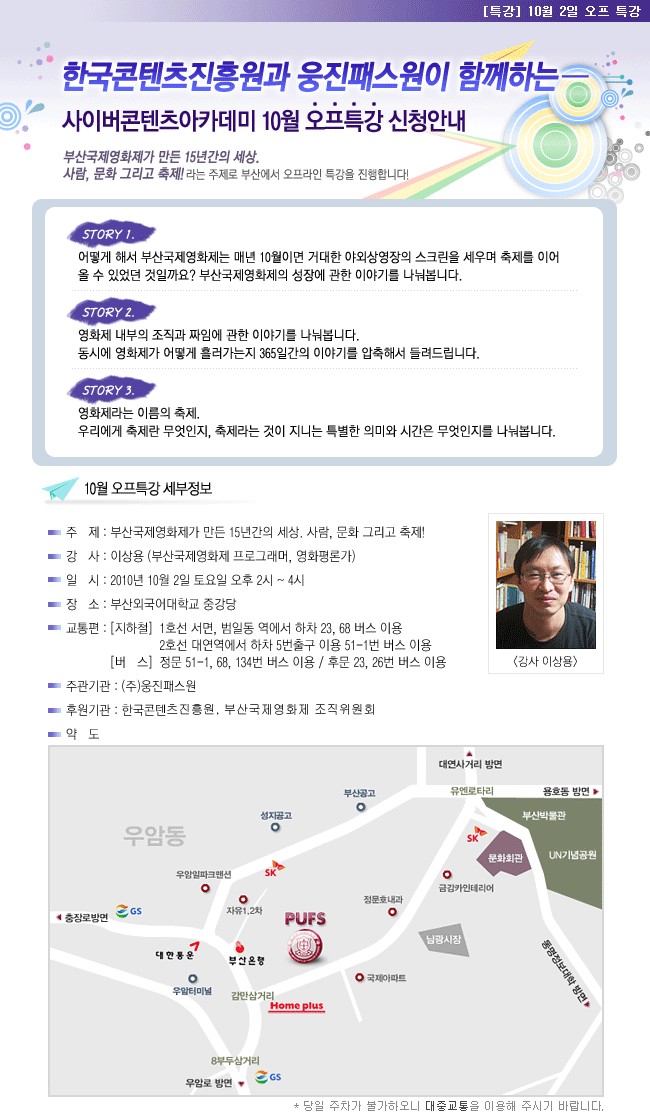 [특강] 10월 2일 오프 특강
한국콘텐츠진흥원과 웅진패스원이 함께하는
사이버콘텐츠아카데미 10월 오프특강 신청안내
부산국제영화제가 만든 15년간의 세상.
사람, 문화 그리고 축제! 라는 주제로 부산에서 오프라인 특강을 진행합니다!
STORY 1.
어떻게 해서 부산국제영화제는 매년 10월이면 거대한 야외상영장의 스크린을 세우며 축제를 이어
올 수 있었던 것일까요? 부산국제영화제의 성장에 관한 이야기를 나눠봅니다.
STORY 2.
영화제 내부의 조직과 짜임에 관한 이야기를 나눠봅니다.
동시에 영화제가 어떻게 흘러가는지 365일간의 이야기를 압축해서 들려드립니다.
STORY 3.
영화제라는 이름의 축제.
우리에게 축제란 무엇인지, 축제라는 것이 지니는 특별한 의미와 시간은 무엇인지를 나눠봅니다.
10월 오프특강 세부정보
주 제 : 부산국제영화제가 만든 15년간의 세상. 사람, 문화 그리고 축제!
강 사 : 이상용 (부산국제영화제 프로그래머, 영화평론가)
일 시 : 2010년 10월 2일 토요일 오후 2시 ~ 4시
장 소 : 부산외국어대학교 중강당
교통편 : [지하철] 1호선 서면, 범일동 역에서 하차 23, 68 버스 이용
2호선 대연역에서 하차 5번출구 이용 51-1번 버스 이용
[버 스] 정문 51-1, 68, 134번 버스 이용 / 후문 23, 26번 버스 이용
<강사 이상용>
주관기관 : (주)웅진패스원
후원기관 : 한국콘텐츠진흥원, 부산국제영화제 조직위원회
약 도
대연사거리 방면
부산공고
유엔로타리
용호동 방면
성지공고
부산박물관
우암동
SK
문화회관
UN기념공원
SK
우암일파크맨션
금강카인테리어
자유1,2차
정문호내과
충장로방면
GS
PUFS
남광시장
대한통운
부산은행
동명정보대학 방면
우암터미널
국제아파트
감만삼거리
Home plus
8부두삼거리
우암로 방면
GS
* 당일 주차가 불가하오니 대중교통을 이용해 주시기 바랍니다.